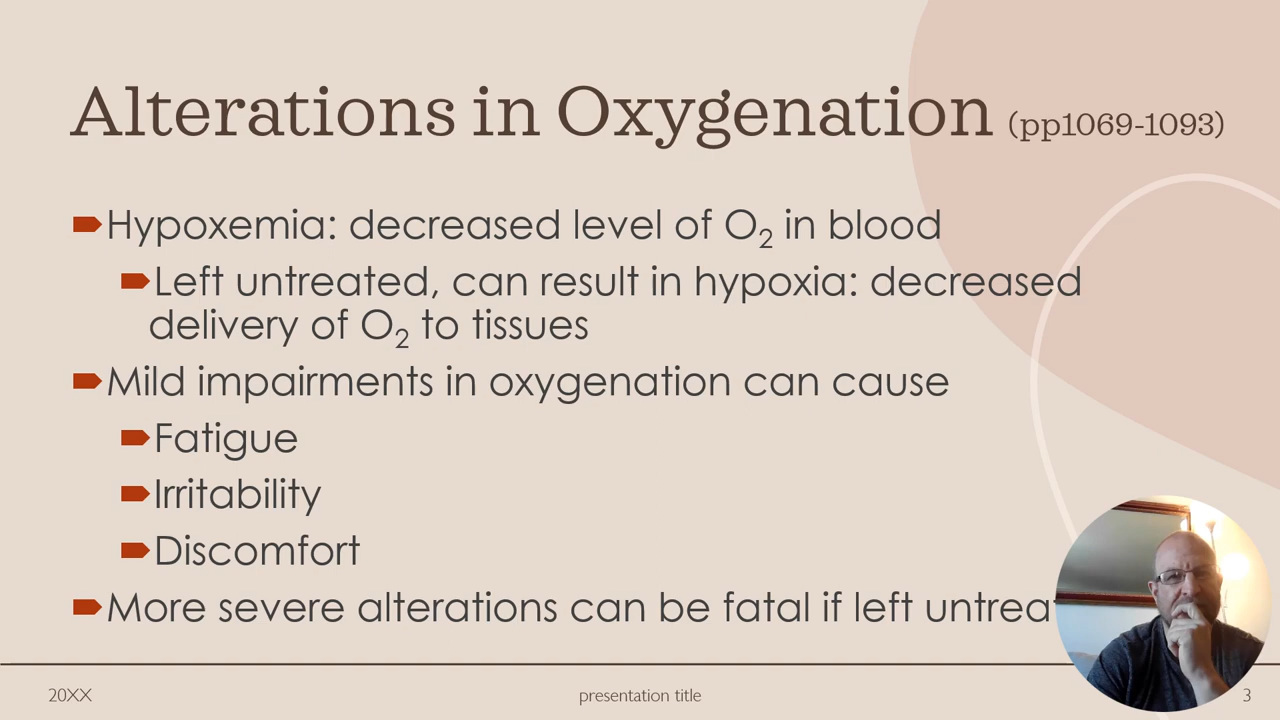 Alterations in Oxygenation (pp1069-1093)
Hypoxemia: decreased level of O₂ in blood
Left untreated, can result in hypoxia: decreased
delivery of O₂ to tissues
Mild impairments in oxygenation can cause
Fatigue
Irritability
Discomfort
More severe alterations can be fatal if left
20XX presentation title 3